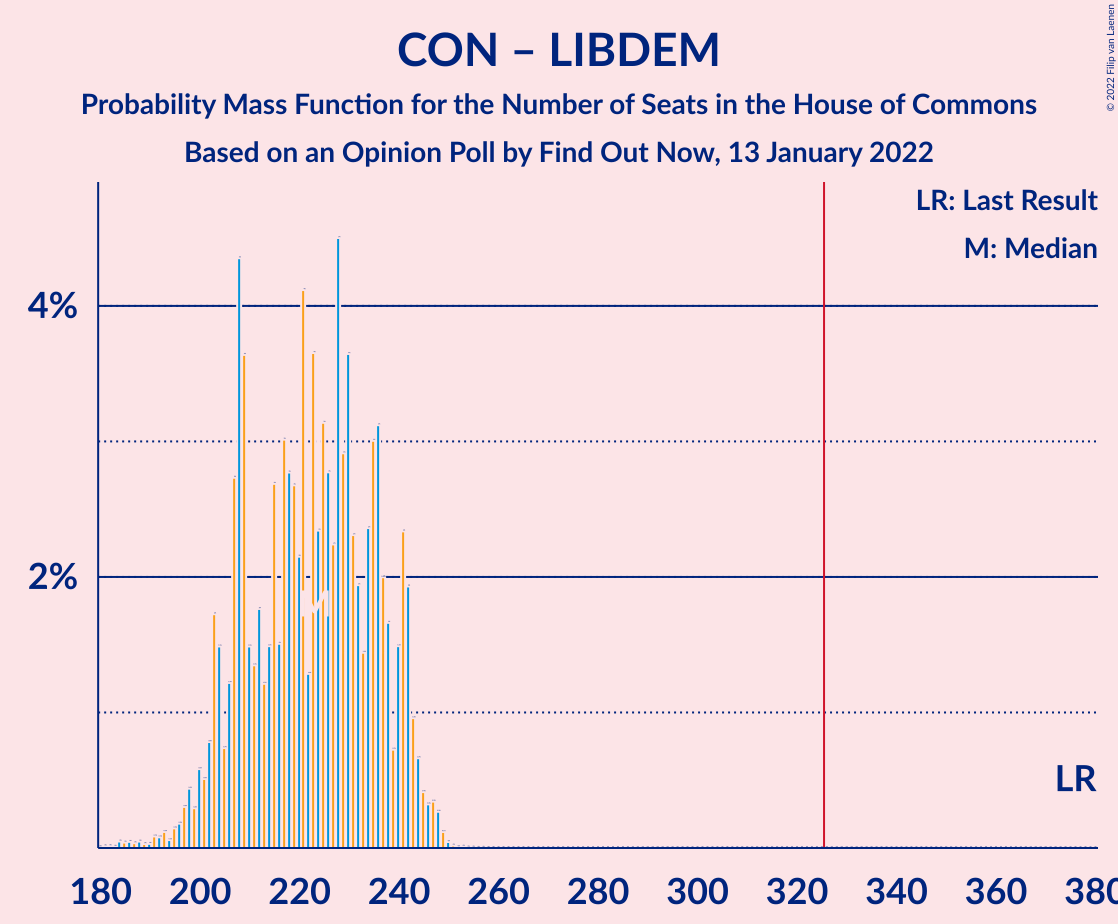 CON – LIBDEM
Probability Mass Function for the Number of Seats in the House of Commons
Based on an Opinion Poll by Find Out Now, 13 January 2022
© 2022 Filip van Laenen
LR: Last Result
M: Median
4%
2%
M
LR
180 200 220 240 260 280 300 320 340 360 380